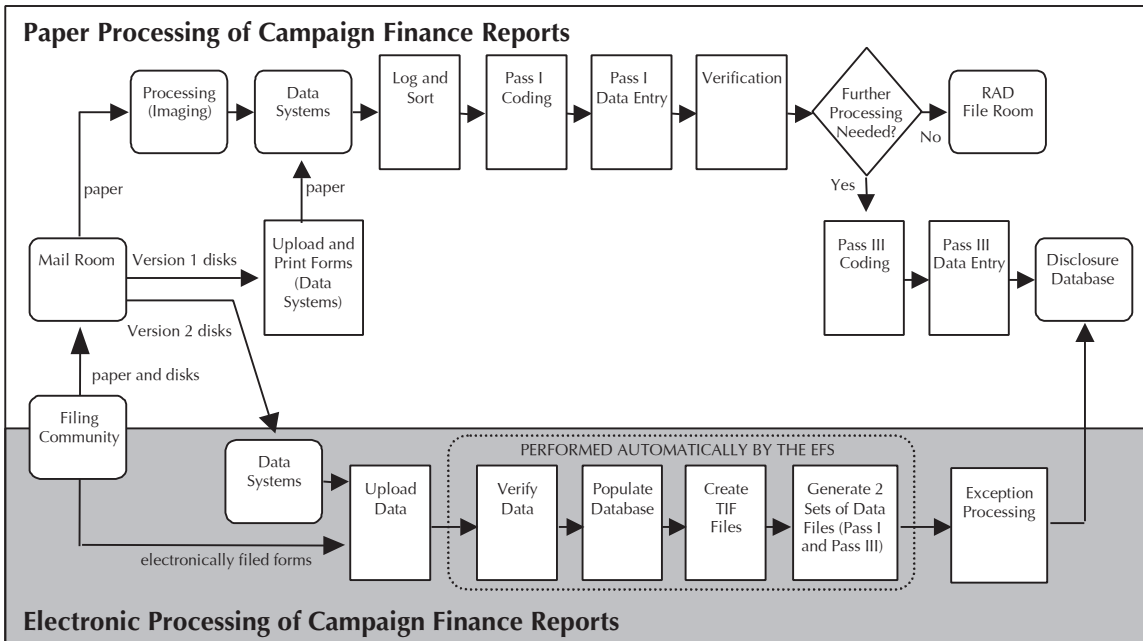 Paper Processing of Campaign Finance Reports
Processing
(Imaging)
Data
Systems
Log and
Sort
Pass I
Coding
Pass I
Data Entry
Verification
Further
Processing
Needed?
No
RAD
File Room
paper
paper
Yes
Mail Room
Version 1 disks
Upload and
Print Forms
(Data
Systems)
Pass III
Coding
Pass III
Data Entry
Disclosure
Database
Version 2 disks
paper and disks
Filing
Community
Data
Systems
Upload
Data
PERFORMED AUTOMATICALLY BY THE EFS
Verify
Data
Populate
Database
Create
TIF
Files
Generate 2
Sets of Data
Files (Pass I
and Pass III)
Exception
Processing
electronically filed forms
Electronic Processing of Campaign Finance Reports